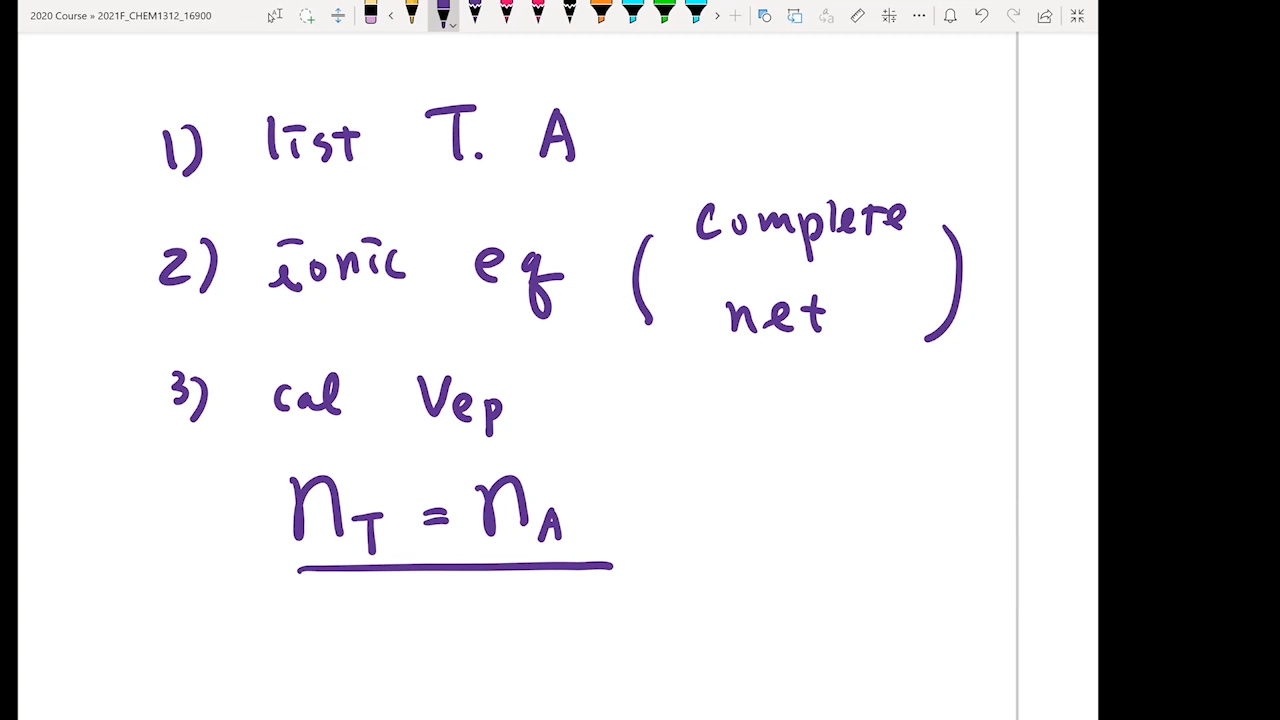 2020 Course » 2021F_CHEM1312_16900
1) list T. A
2) ionic eq ( complete
net )
3) cal Vep
nT = nA